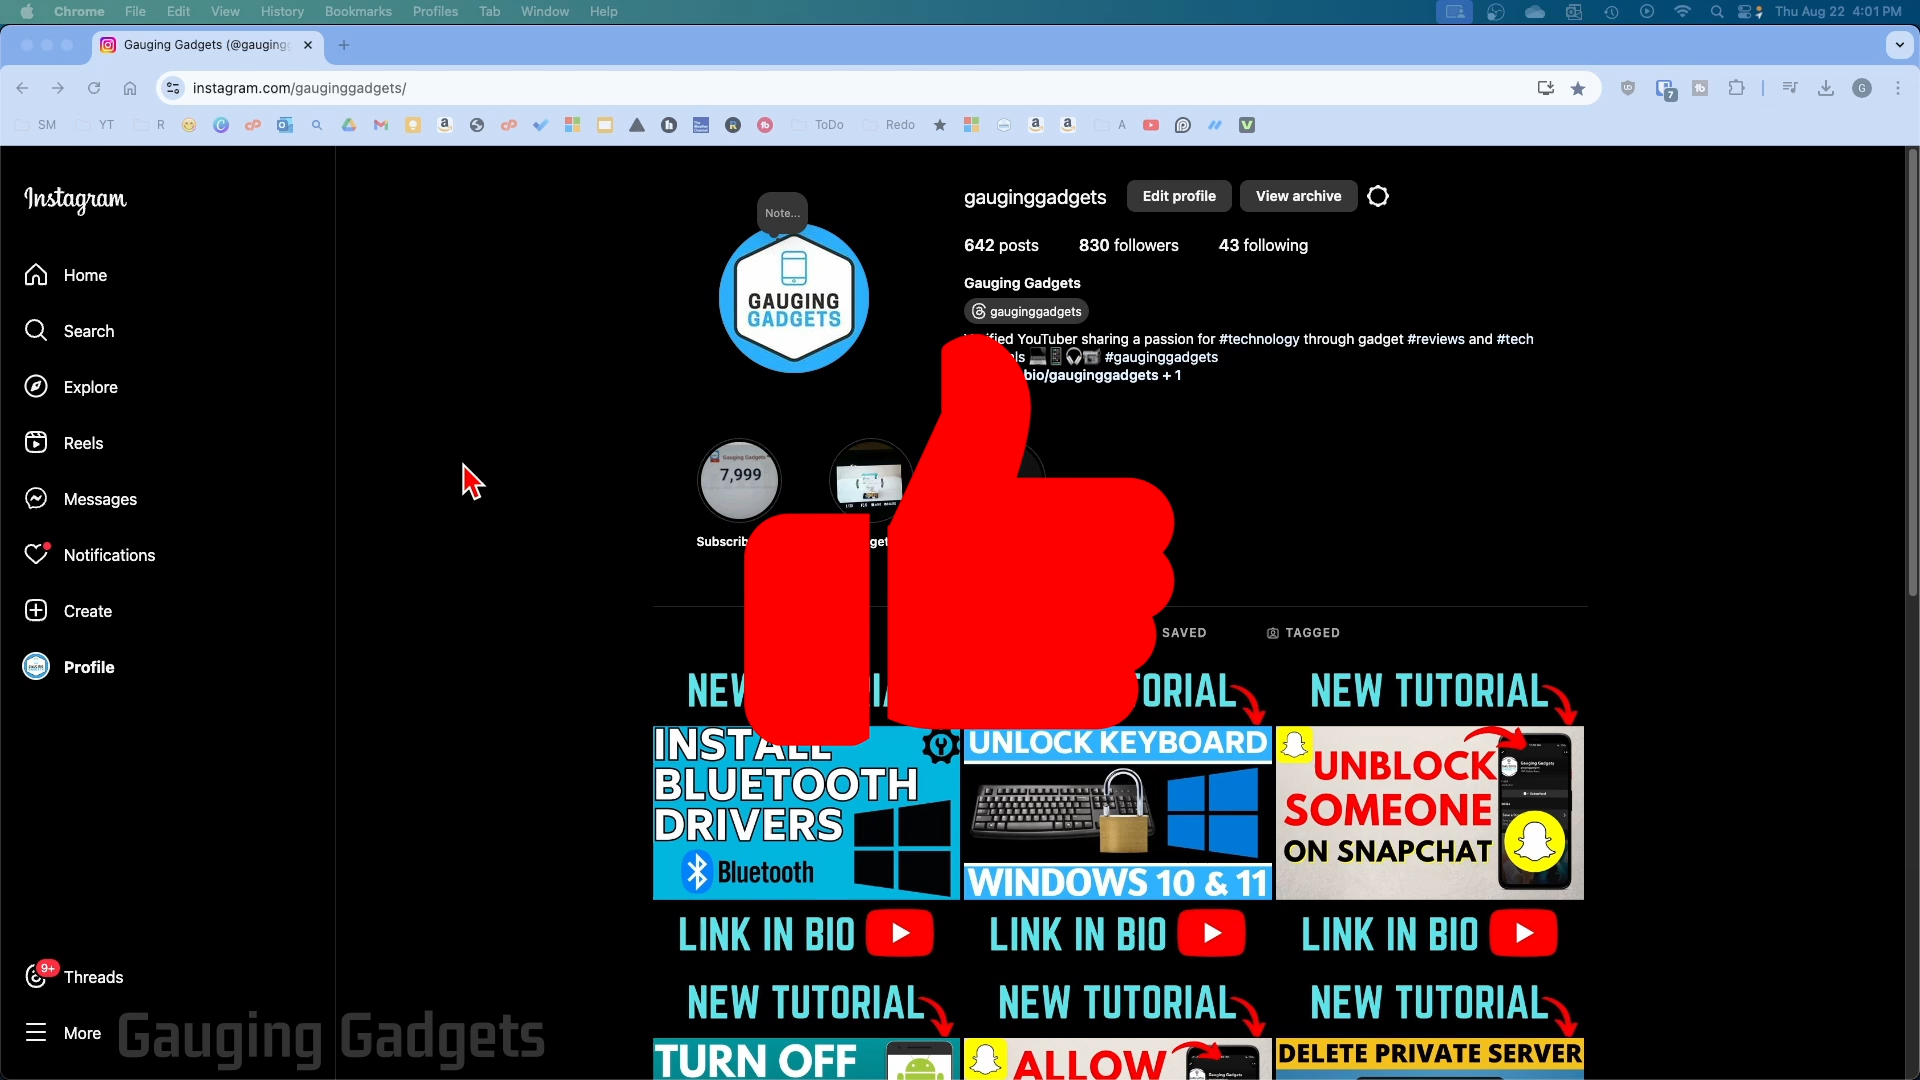 Chrome File Edit View History Bookmarks Profiles Tab Window Help Thu Aug 22 4:01 PM
Gauging Gadgets (@gauging
instagram.com/gauginggadgets/
7 G
SM YT R ToDo Redo A
Instagram
Home
Search
Explore
Reels
Messages
Notifications
Create
Profile
9+ Threads
More
Gauging Gadgets
Note...
GAUGING
GADGETS
gauginggadgets Edit profile View archive
642 posts 830 followers 43 following
Gauging Gadgets
gauginggadgets
YouTuber sharing a passion for #technology through gadget #reviews and #tech
#gauginggadgets
bio/gauginggadgets + 1
Gauging Gadgets
7,999
SAVED TAGGED
NEW TUTORIAL
INSTALL
BLUETOOTH
DRIVERS
Bluetooth
UNLOCK KEYBOARD
WINDOWS 10 & 11
UNBLOCK
SOMEONE
ON SNAPCHAT
LINK IN BIO LINK IN BIO LINK IN BIO
NEW TUTORIAL NEW TUTORIAL NEW TUTORIAL
TURN OFF ALLOW DELETE PRIVATE SERVER